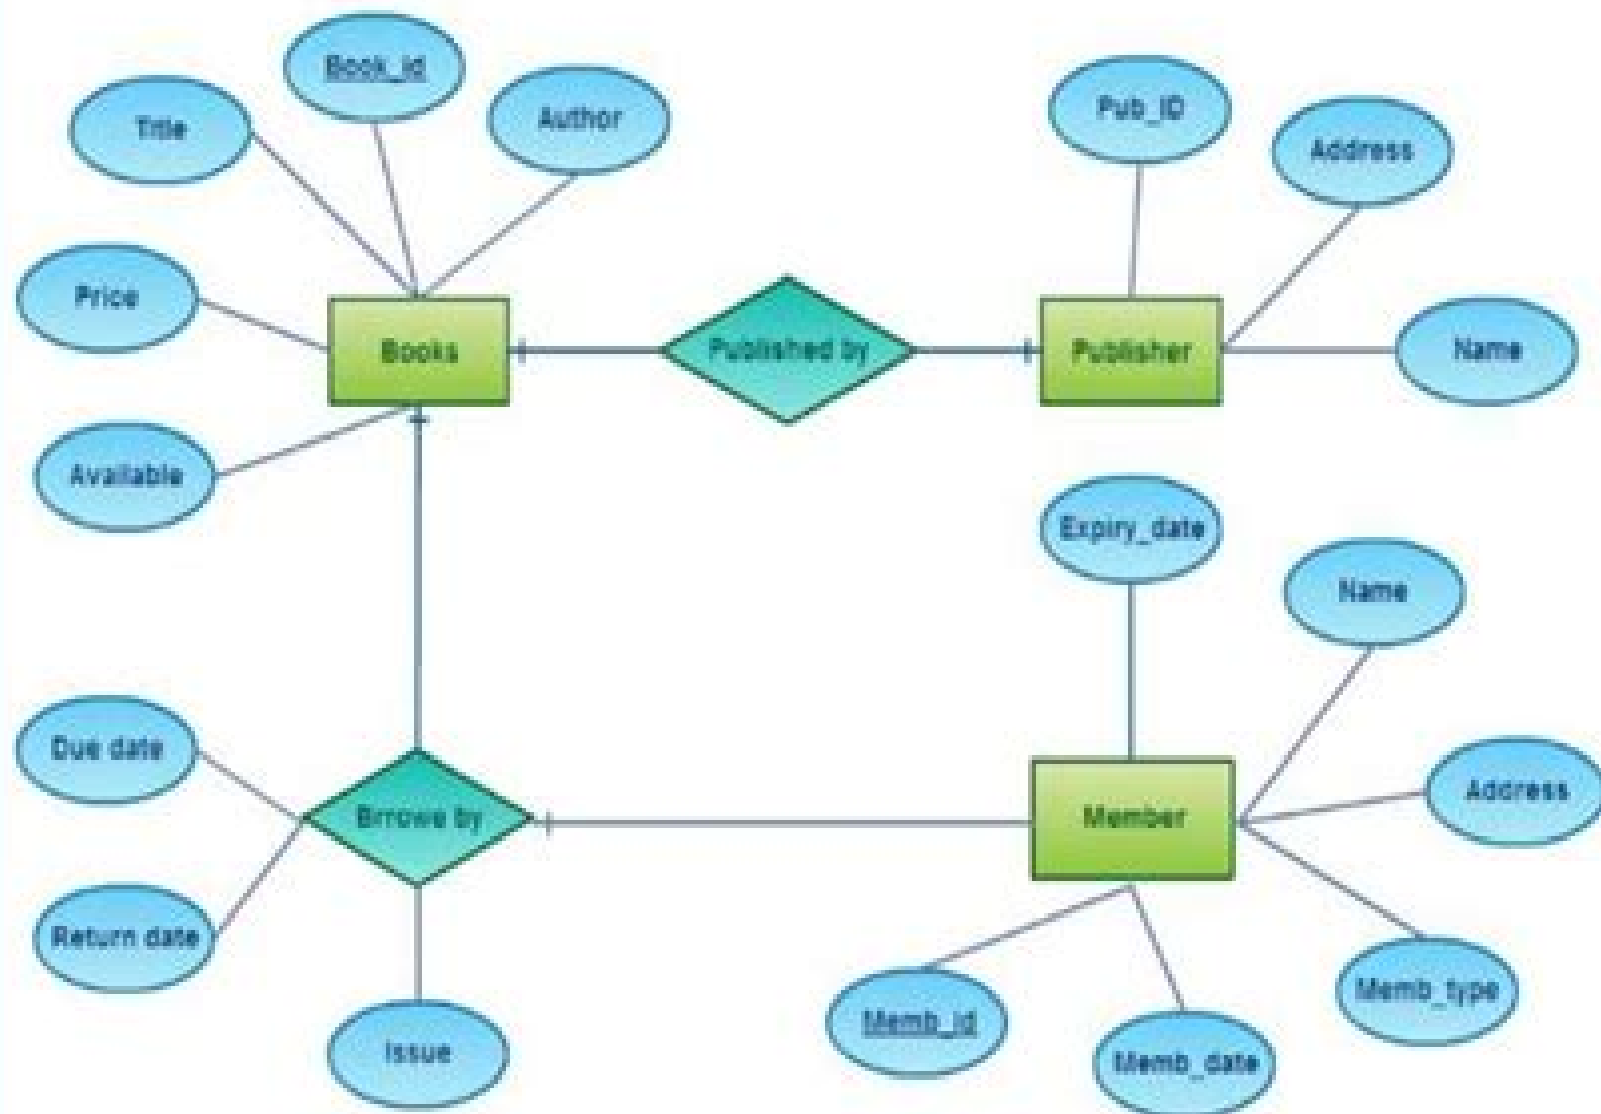 Book_id
Title
Author
Pub_ID
Address
Price
Books
Published by
Publisher
Name
Available
Expiry_date
Name
Due date
Brrowe by
Member
Address
Return date
Memb_id
Memb_date
Memb_type
Issue